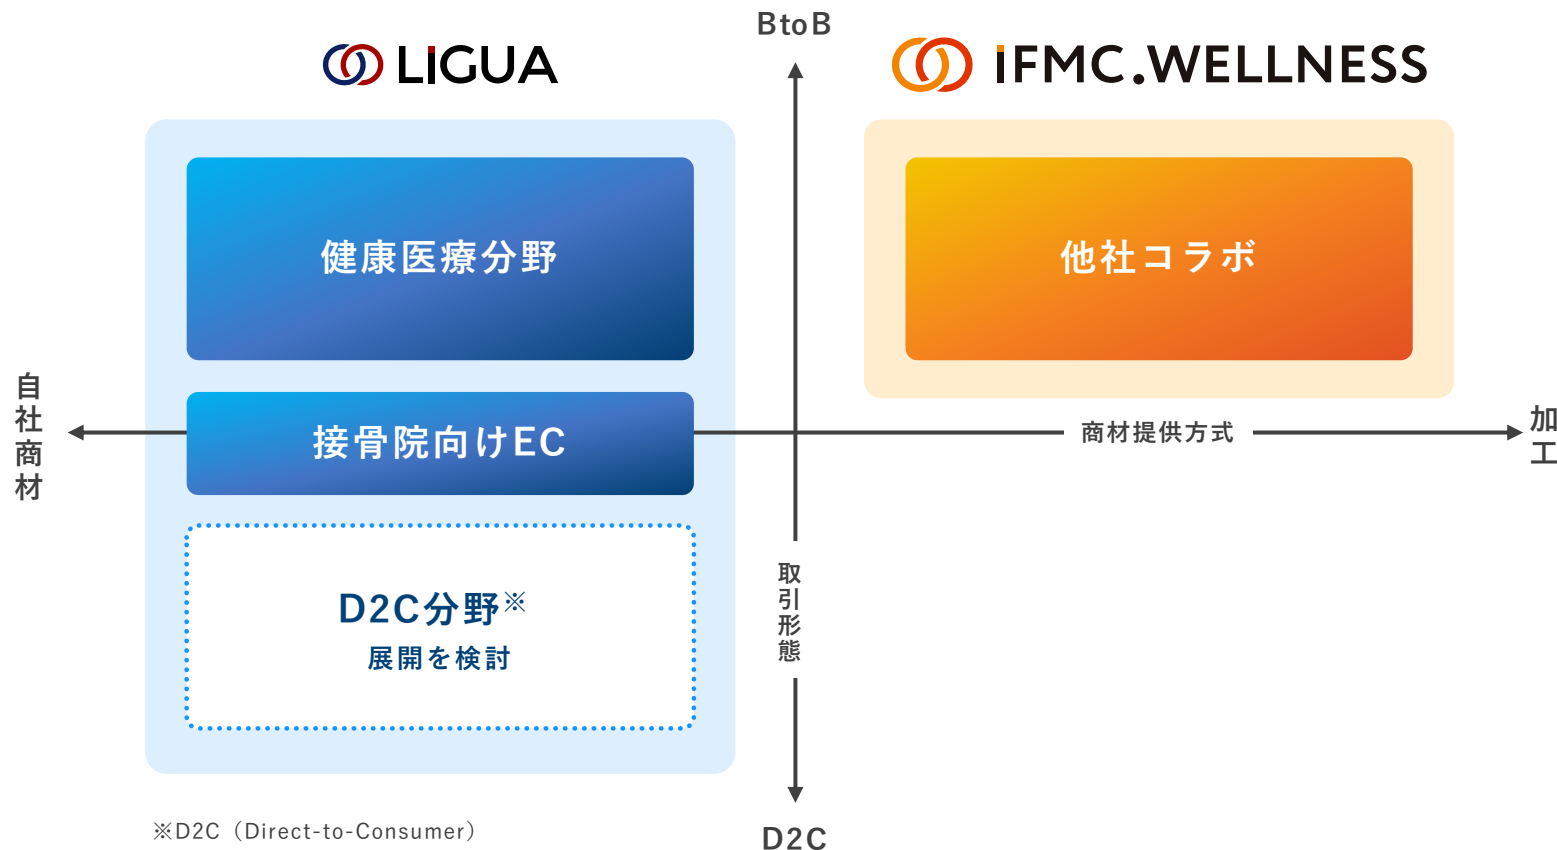 BtoB
LiGUA
iFMC.WELLNESS
健康医療分野
他社コラボ
自社商材
接骨院向けEC
商材提供方式
加工
取引形態
D2C分野※
展開を検討
※D2C（Direct-to-Consumer）
D2C